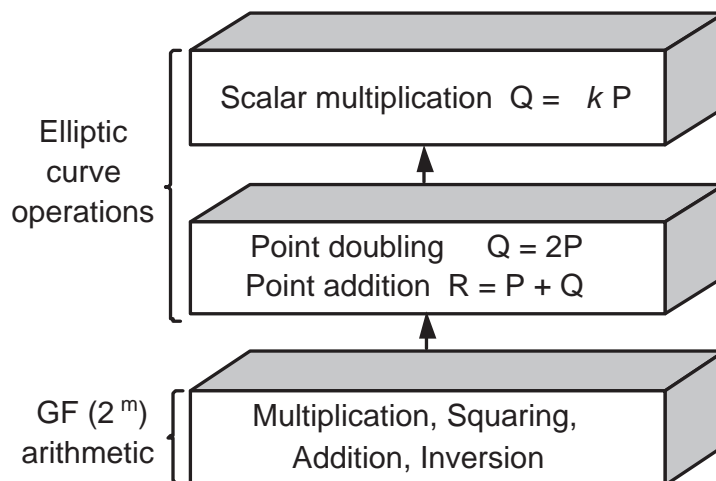 Scalar multiplication Q = k P
Elliptic
curve
operations
Point doubling Q = 2P
Point addition R = P + Q
GF (2^m)
arithmetic
Multiplication, Squaring,
Addition, Inversion